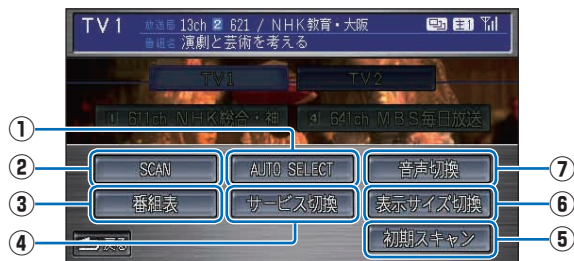 TV1 放送局 13ch 2 621 / NHK教育・大阪 主1
番組名 演劇と芸術を考える
TV1 TV2
1 611ch NHK総合・神 4 641ch MBS毎日放送
①
② SCAN AUTO SELECT 音声切換 ⑦
③ 番組表 サービス切換 表示サイズ切換 ⑥
④ 戻る 初期スキャン ⑤